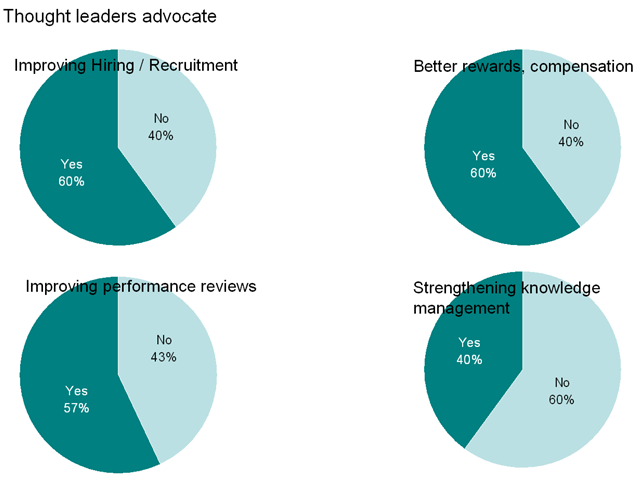 Thought leaders advocate
Improving Hiring / Recruitment
No
40%
Yes
60%
Better rewards, compensation
No
40%
Yes
60%
Improving performance reviews
No
43%
Yes
57%
Strengthening knowledge
management
Yes
40%
No
60%